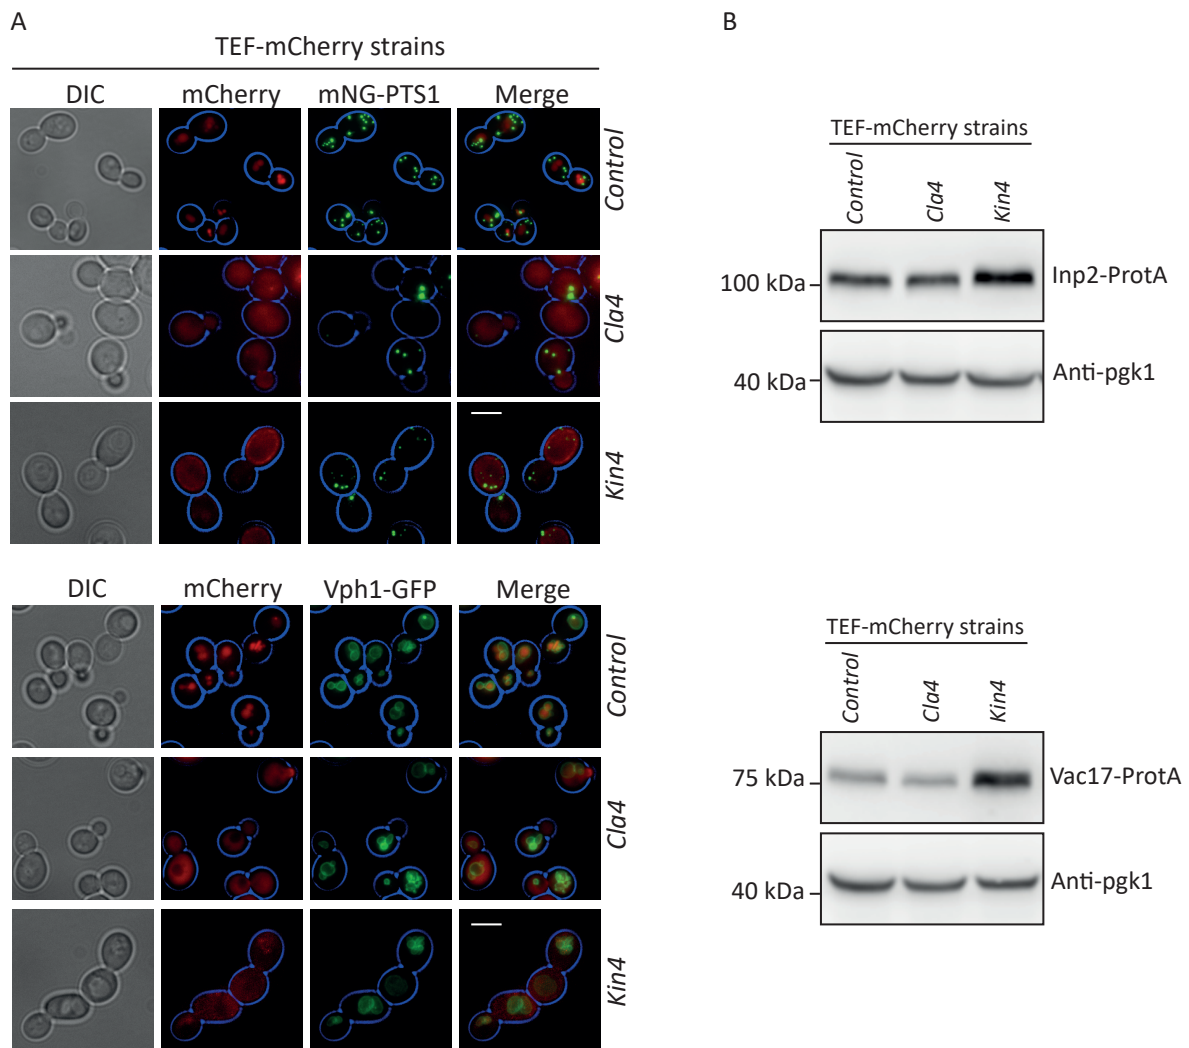 A
TEF-mCherry strains
DIC mCherry mNG-PTS1 Merge
Control
Cla4
Kin4
DIC mCherry Vph1-GFP Merge
Control
Cla4
Kin4
B
TEF-mCherry strains
Control Cla4 Kin4
100 kDa Inp2-ProtA
40 kDa Anti-pgk1
TEF-mCherry strains
Control Cla4 Kin4
75 kDa Vac17-ProtA
40 kDa Anti-pgk1